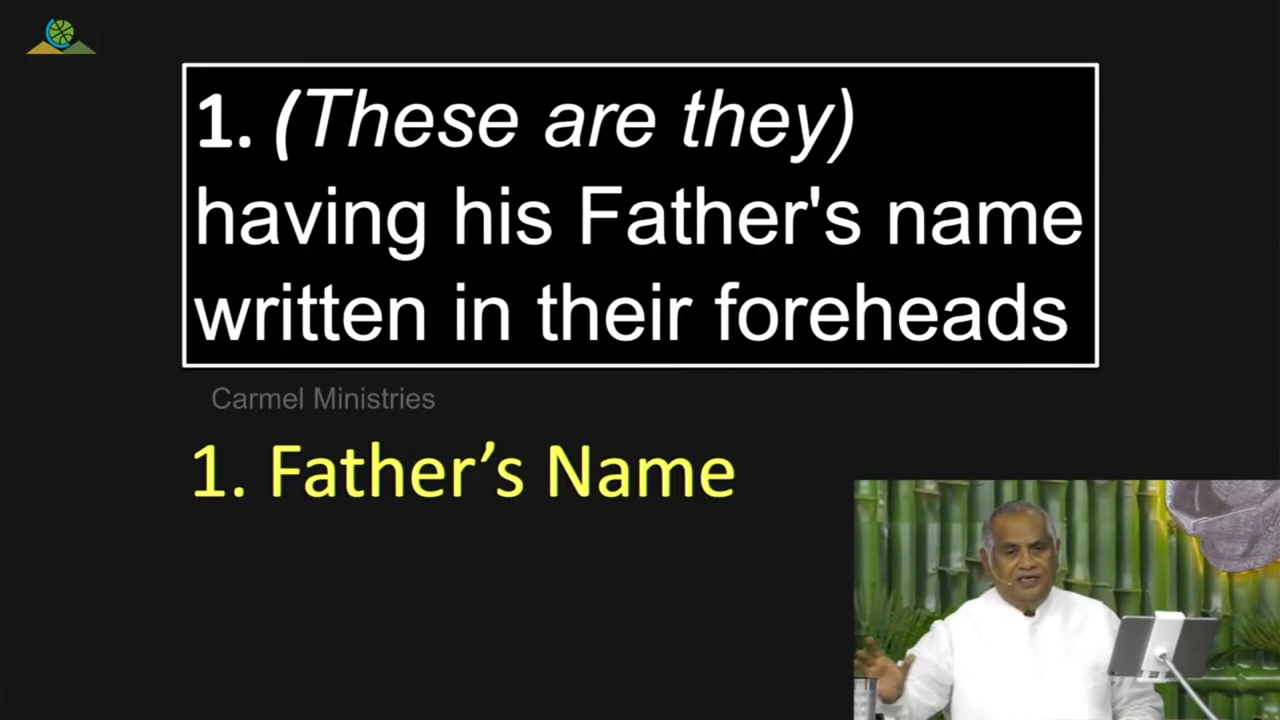 1. (These are they)
having his Father's name
written in their foreheads
Carmel Ministries
1. Father’s Name